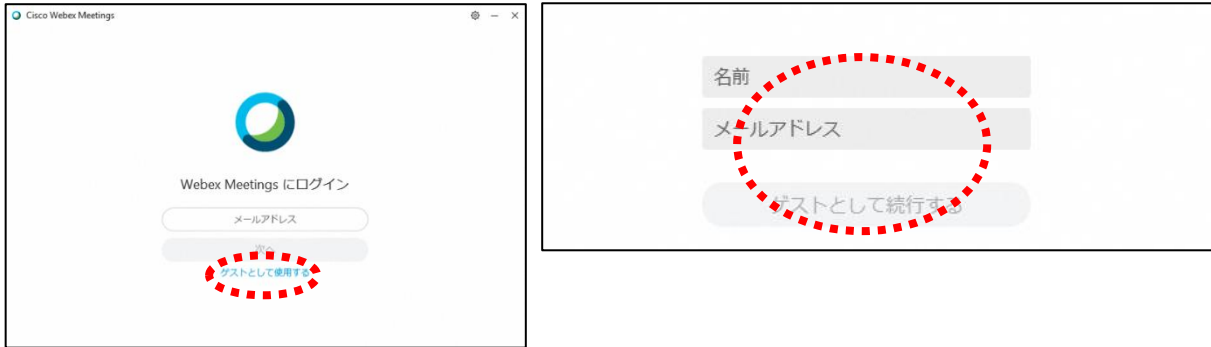 Cisco Webex Meetings
Webex Meetings にログイン
メールアドレス
次へ
ゲストとして使用する
名前
メールアドレス
ゲストとして続行する